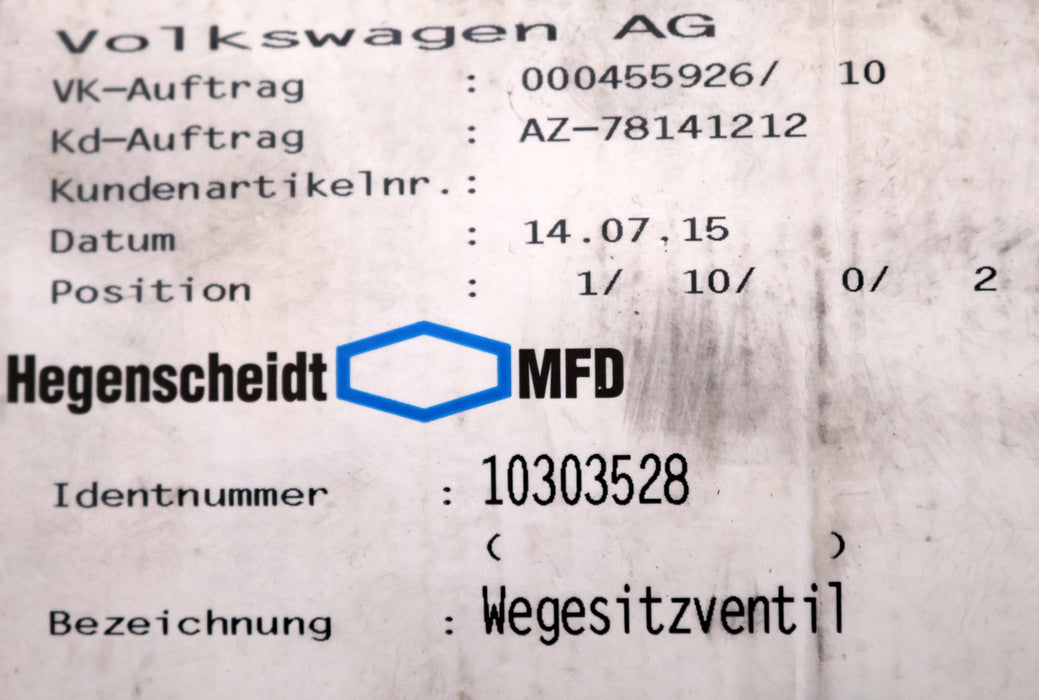 Volkswagen AG
VK-Auftrag : 000455926/ 10
Kd-Auftrag : AZ-78141212
Kundenartikelnr.:
Datum : 14.07.15
Position : 1/ 10/ 0/ 2
Hegenscheidt MFD
Identnummer : 10303528
( )
Bezeichnung : Wegesitzventil